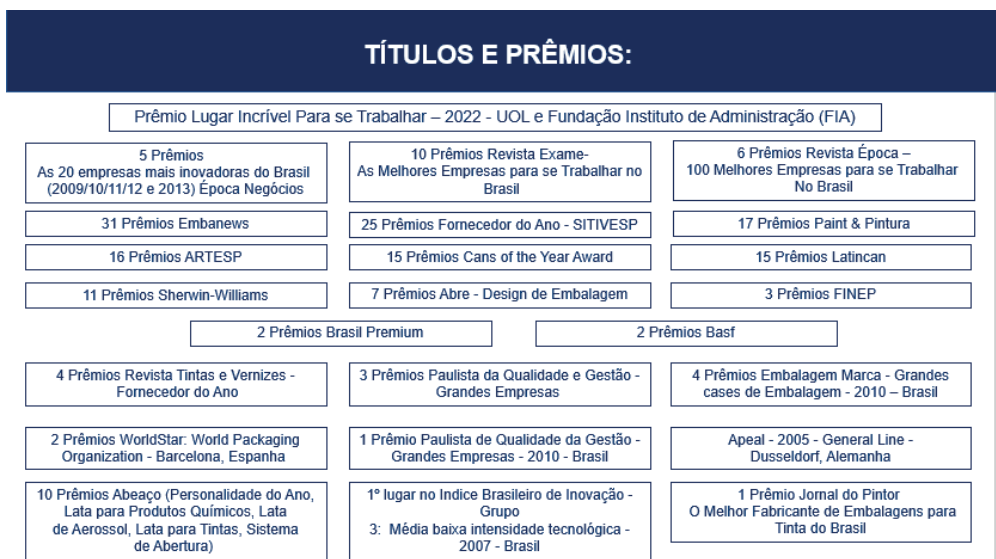 TÍTULOS E PRÊMIOS:
Prêmio Lugar Incrível Para se Trabalhar – 2022 - UOL e Fundação Instituto de Administração (FIA)
5 Prêmios
As 20 empresas mais inovadoras do Brasil
(2009/10/11/12 e 2013) Época Negócios
10 Prêmios Revista Exame-
As Melhores Empresas para se Trabalhar no
Brasil
6 Prêmios Revista Época –
100 Melhores Empresas para se Trabalhar
No Brasil
31 Prêmios Embanews
25 Prêmios Fornecedor do Ano - SITIVESP
17 Prêmios Paint & Pintura
16 Prêmios ARTESP
15 Prêmios Cans of the Year Award
15 Prêmios Latincan
11 Prêmios Sherwin-Williams
7 Prêmios Abre - Design de Embalagem
3 Prêmios FINEP
2 Prêmios Brasil Premium
2 Prêmios Basf
4 Prêmios Revista Tintas e Vernizes -
Fornecedor do Ano
3 Prêmios Paulista da Qualidade e Gestão -
Grandes Empresas
4 Prêmios Embalagem Marca - Grandes
cases de Embalagem - 2010 – Brasil
2 Prêmios WorldStar: World Packaging
Organization - Barcelona, Espanha
1 Prêmio Paulista de Qualidade da Gestão -
Grandes Empresas - 2010 - Brasil
Apeal - 2005 - General Line -
Dusseldorf, Alemanha
10 Prêmios Abeaço (Personalidade do Ano,
Lata para Produtos Químicos, Lata
de Aerossol, Lata para Tintas, Sistema
de Abertura)
1º lugar no Indice Brasileiro de Inovação -
Grupo
3: Média baixa intensidade tecnológica -
2007 - Brasil
1 Prêmio Jornal do Pintor
O Melhor Fabricante de Embalagens para
Tinta do Brasil